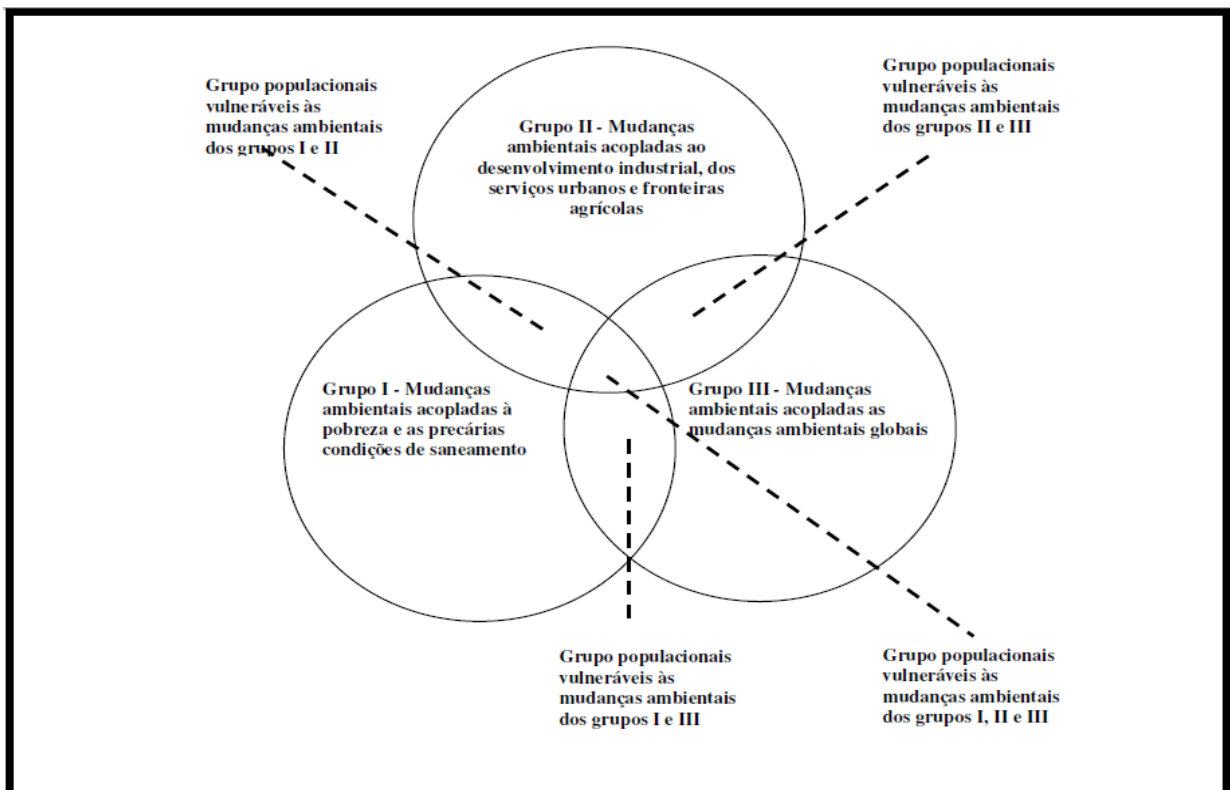 Grupo populacionais
vulneráveis às
mudanças ambientais
dos grupos I e II
Grupo II - Mudanças
ambientais acopladas ao
desenvolvimento industrial, dos
serviços urbanos e fronteiras
agrícolas
Grupo populacionais
vulneráveis às
mudanças ambientais
dos grupos II e III
Grupo I - Mudanças
ambientais acopladas à
pobreza e as precárias
condições de saneamento
Grupo III - Mudanças
ambientais acopladas as
mudanças ambientais globais
Grupo populacionais
vulneráveis às
mudanças ambientais
dos grupos I e III
Grupo populacionais
vulneráveis às
mudanças ambientais
dos grupos I, II e III